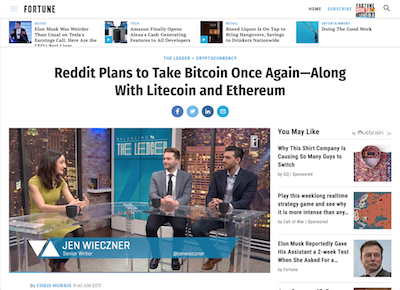 FORTUNE
HOME
SUBSCRIBE
AUTOS
Elon Musk Was Weirder
Than Usual on Tesla's
Earnings Call. Here Are the
TECH
Amazon Finally Opens
Alexa's Cash-Generating
Features to All Developers
RETAIL
Boxed Liquor Is On Tap to
Bring Hangovers, Savings
to Drinkers Nationwide
ENTERTAINMENT
Doing The Good Work
THE LEDGER • CRYPTOCURRENCY
Reddit Plans to Take Bitcoin Once Again—Along
With Litecoin and Ethereum
BALANCING
THE LEDGER
JEN WIECZNER
Senior Writer
@jenwieczner
By CHRIS MORRIS 9:41 AM EDT
You May Like
by Outbrain
Why This Shirt Company Is
Causing So Many Guys to
Switch
by SQ | Sponsored
Play this weeklong realtime
strategy game and see why
it is more intense than any...
by Call of War | Sponsored
Elon Musk Reportedly Gave
His Assistant a 2-week Test
When She Asked For a...
by Fortune